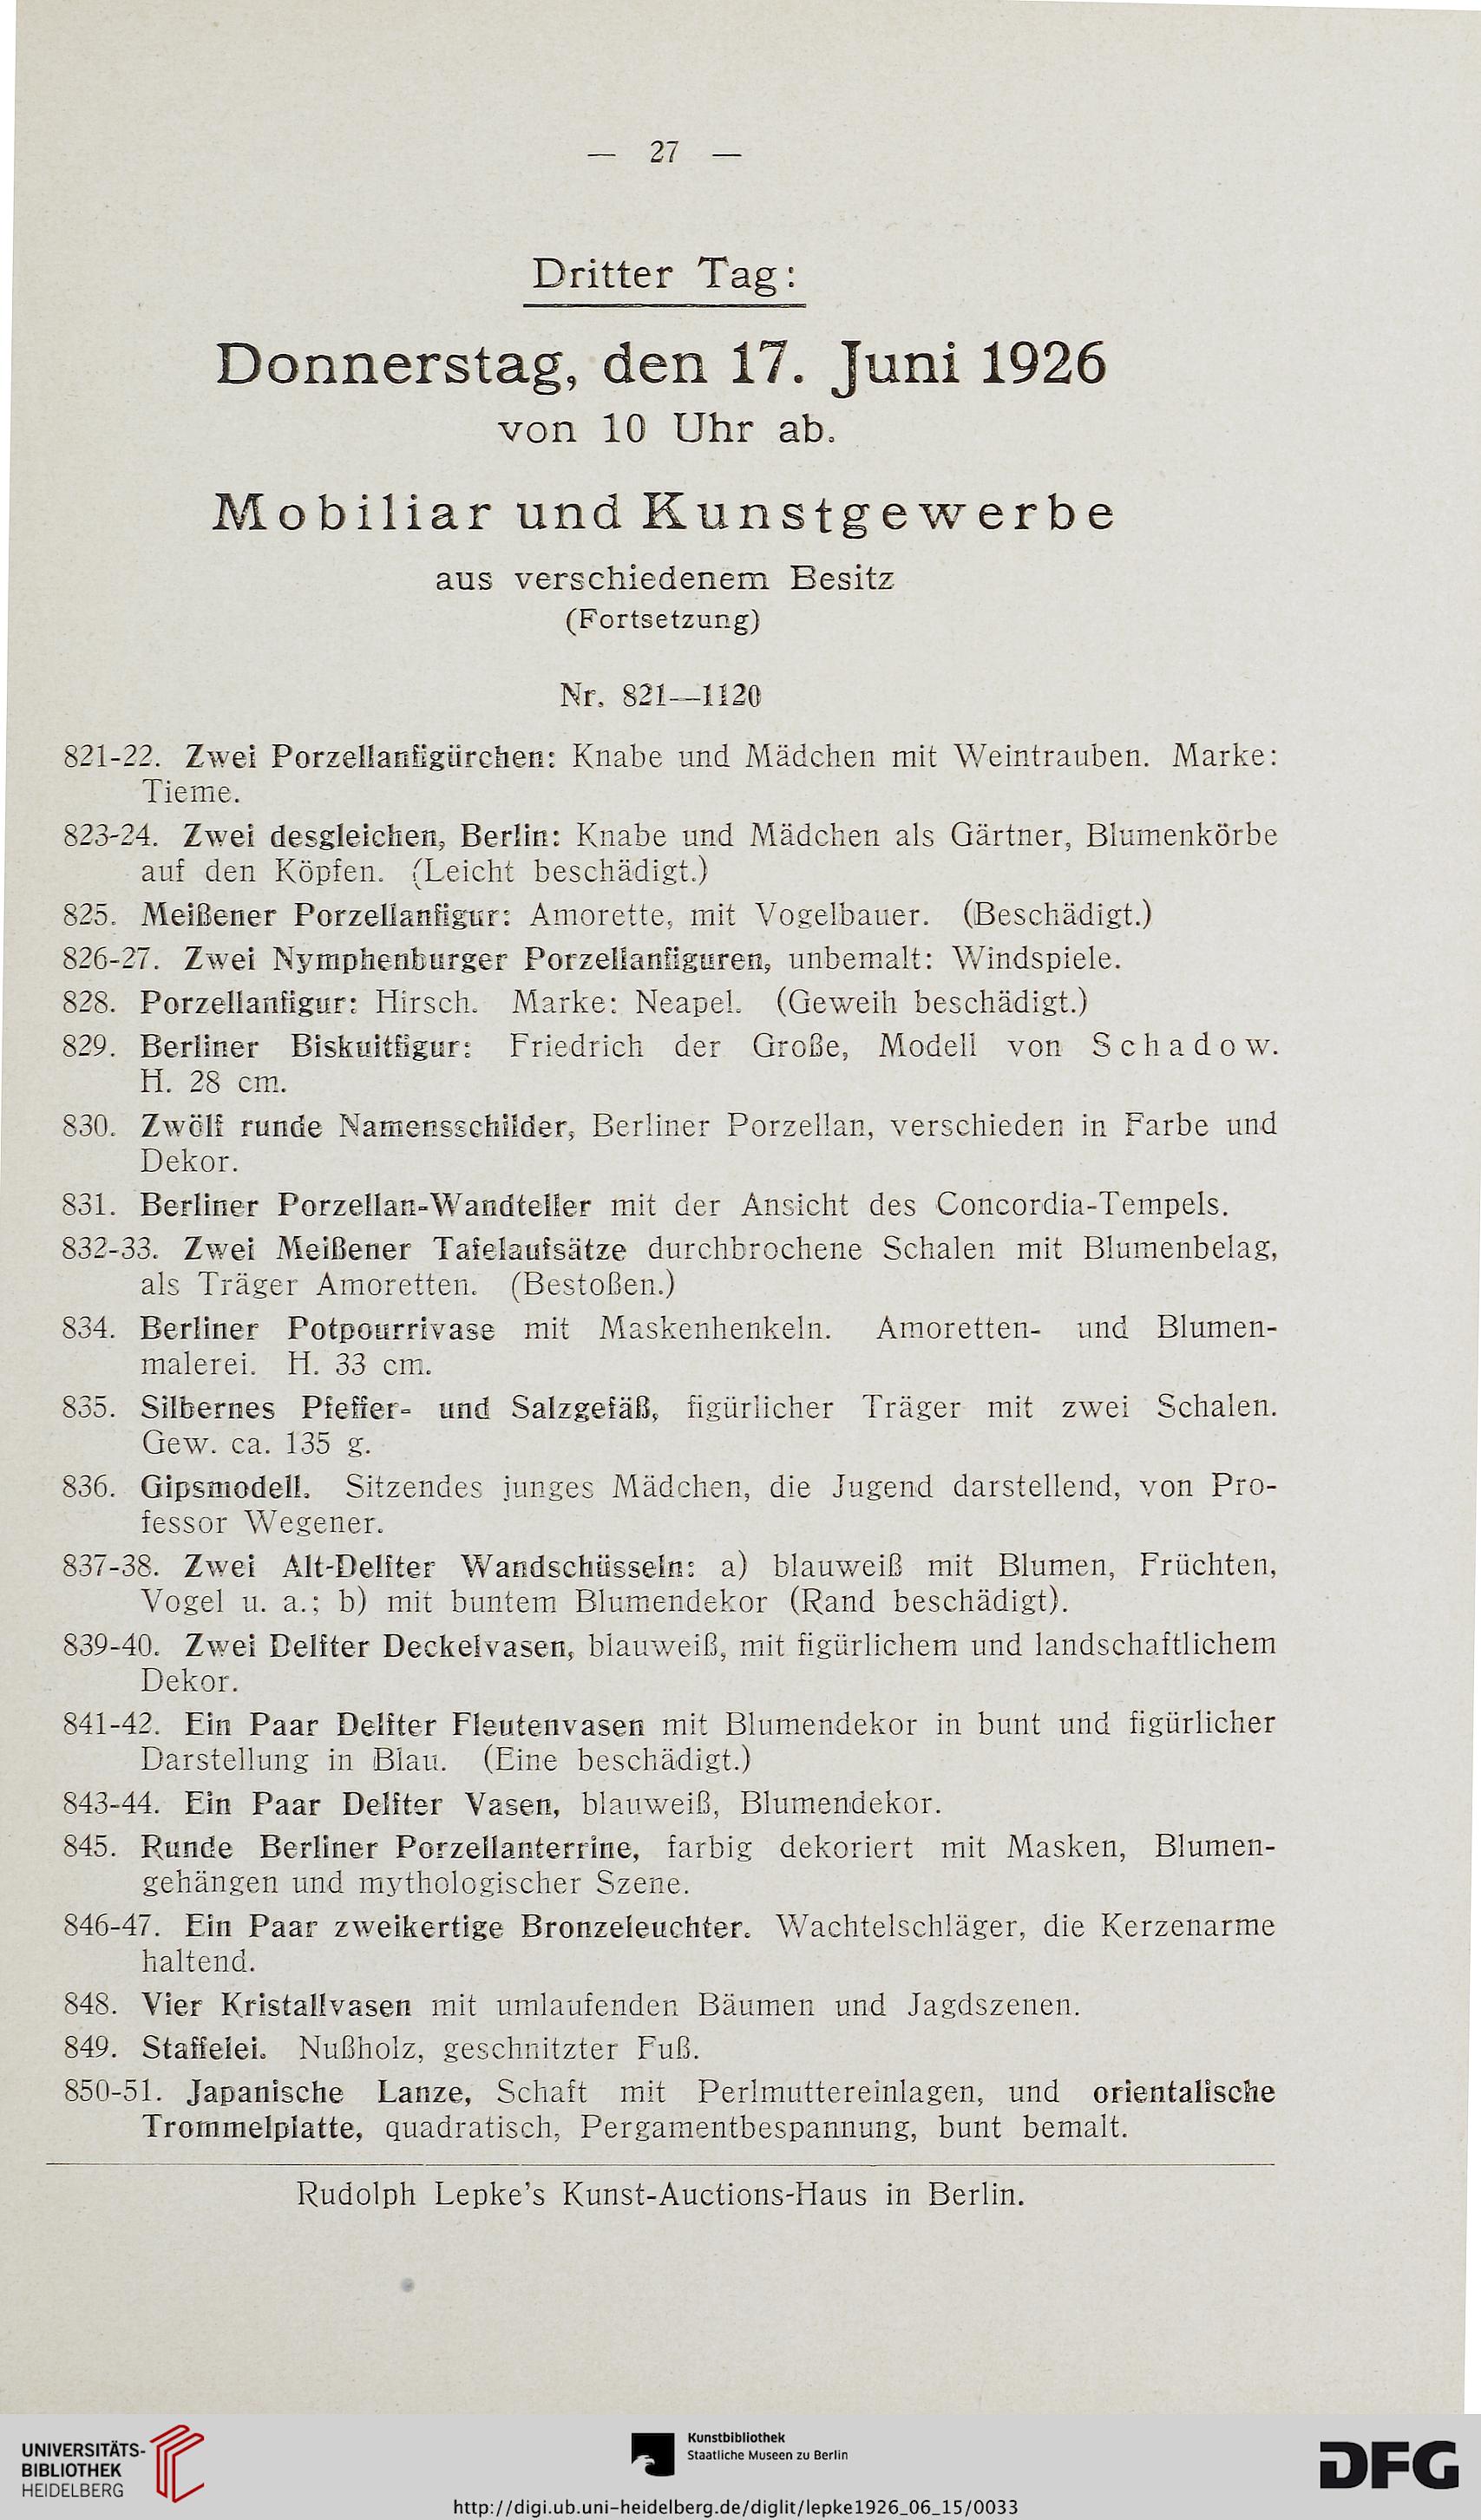 — 27 —
Dritter Tag:
Donnerstag, den 17. Juni 1926
von 10 Uhr ab.
Mobiliar und Kunstgewerbe
aus verschiedenem Besitz
(Fortsetzung)
Nr. 821—1120
821-22. Zwei Porzellanfigürchen: Knabe und Mädchen mit Weintrauben. Marke:
Tieme.
823-24. Zwei desgleichen, Berlin: Knabe und Mädchen als Gärtner, Blumenkörbe
auf den Köpfen. (Leicht beschädigt.)
825. Meißener Porzellanfigur: Amorette, mit Vogelbauer. (Beschädigt.)
826-27. Zwei Nymphenburger Porzellanfiguren, unbemalt: Windspiele.
828. Porzellanfigur: Hirsch. Marke: Neapel. (Geweih beschädigt.)
829. Berliner Biskuitfigur: Friedrich der Große, Modell von Schadow.
H. 28 cm.
830. Zwölf runde Namensschilder, Berliner Porzellan, verschieden in Farbe und
Dekor.
831. Berliner Porzellan-Wandteller mit der Ansicht des Concordia-Tempels.
832-33. Zwei Meißener Tafelaufsätze durchbrochene Schalen mit Blumenbelag,
als Träger Amoretten. (Bestoßen.)
834. Berliner Potpourrivase mit Maskenhenkeln. Amoretten- und Blumen-
malerei. H. 33 cm.
835. Silbernes Pfeffer- und Salzgefäß, figürlicher Träger mit zwei Schalen.
Gew. ca. 135 g.
836. Gipsmodell. Sitzendes junges Mädchen, die Jugend darstellend, von Pro-
fessor Wegener.
837-38. Zwei Alt-Delfter Wandschüsseln: a) blauweiß mit Blumen, Früchten,
Vogel u. a.; b) mit buntem Blumendekor (Rand beschädigt).
839-40. Zwei Delfter Deckelvasen, blauweiß, mit figürlichem und landschaftlichem
Dekor.
841-42. Ein Paar Delfter Fleutenvasen mit Blumendekor in bunt und figürlicher
Darstellung in Blau. (Eine beschädigt.)
843-44. Ein Paar Delfter Vasen, blauweiß, Blumendekor.
845. Runde Berliner Porzellanterrine, farbig dekoriert mit Masken, Blumen-
gehängen und mythologischer Szene.
846-47. Ein Paar zweikertige Bronzeleuchter. Wachtelschläger, die Kerzenarme
haltend.
848. Vier Kristallvasen mit umlaufenden Bäumen und Jagdszenen.
849. Staffelei. Nußholz, geschnitzter Fuß.
850-51. Japanische Lanze, Schaft mit Perlmuttereinlagen, und orientalische
Trommelplatte, quadratisch, Pergamentbespannung, bunt bemalt.
Rudolph Lepke's Kunst-Auctions-Haus in Berlin.
UNIVERSITÄTS-
BIBLIOTHEK
HEIDELBERG
Kunstbibliothek
Staatliche Museen zu Berlin
DFG
http://digi.ub.uni-heidelberg.de/diglit/lepke1926_06_15/0033